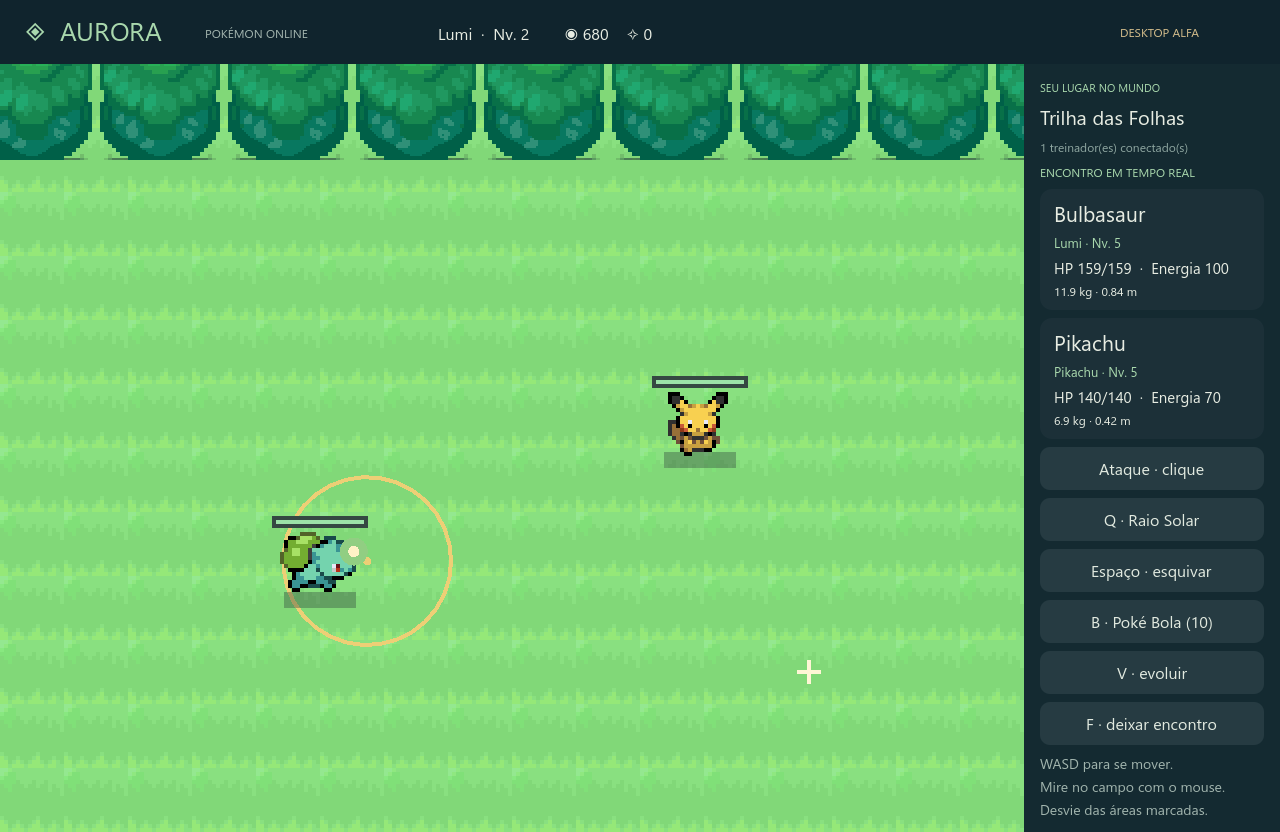 AURORA
POKÉMON ONLINE
Lumi · Nv. 2
680
0
DESKTOP ALFA
SEU LUGAR NO MUNDO
Trilha das Folhas
1 treinador(es) conectado(s)
ENCONTRO EM TEMPO REAL
Bulbasaur
Lumi · Nv. 5
HP 159/159 · Energia 100
11.9 kg · 0.84 m
Pikachu
Pikachu · Nv. 5
HP 140/140 · Energia 70
6.9 kg · 0.42 m
Ataque · clique
Q · Raio Solar
Espaço · esquivar
B · Poké Bola (10)
V · evoluir
F · deixar encontro
WASD para se mover.
Mire no campo com o mouse.
Desvie das áreas marcadas.